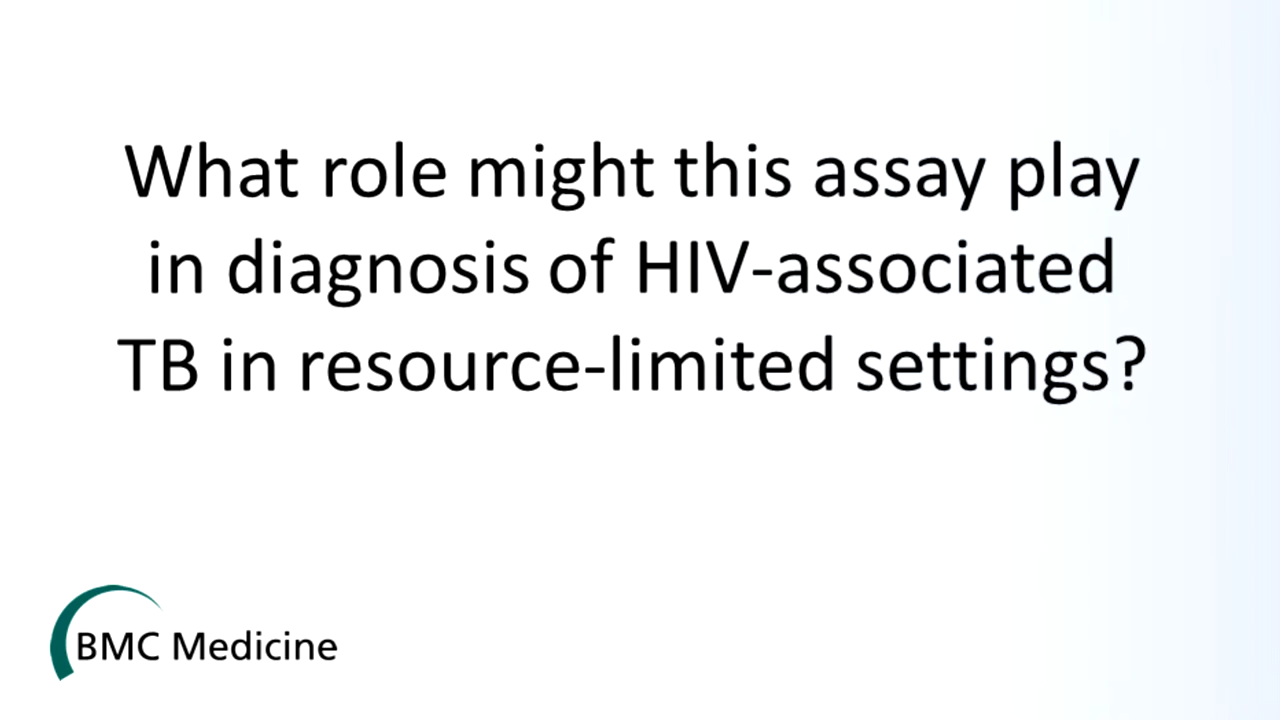 What role might this assay play
in diagnosis of HIV-associated
TB in resource-limited settings?
BMC Medicine